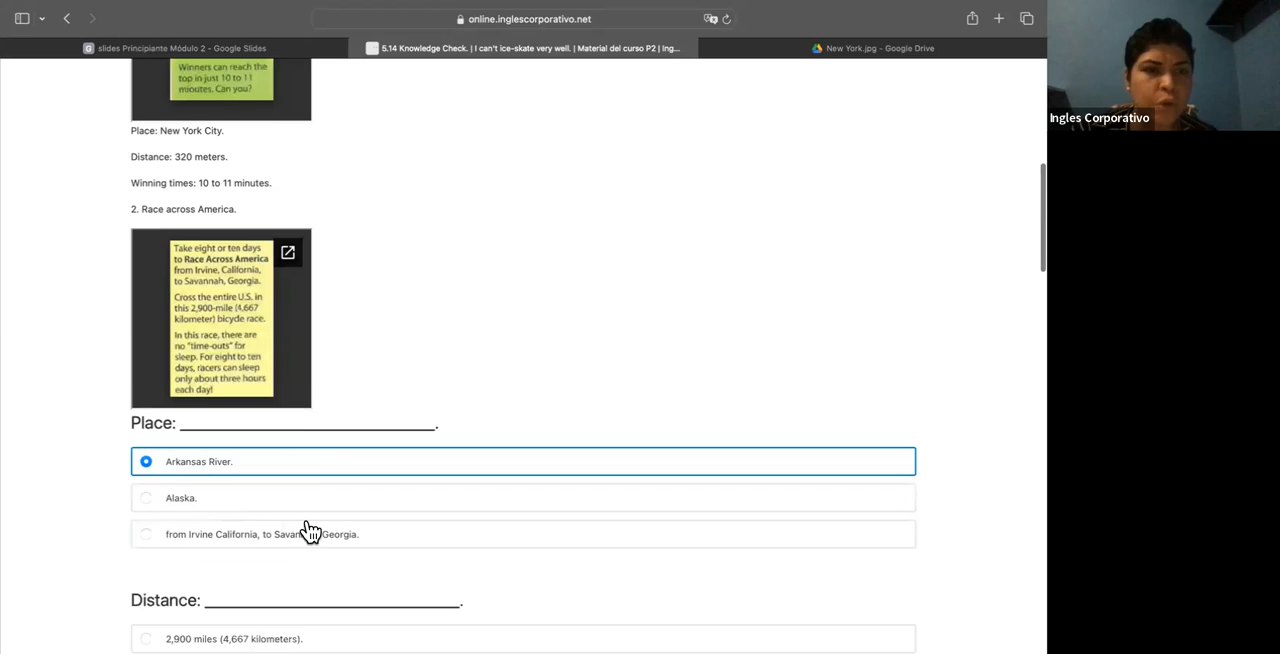 online.inglescorporativo.net
slides Principiante Módulo 2 - Google Slides
5.14 Knowledge Check. | I can't ice-skate very well. | Material del curso P2 | Ing...
New York.jpg - Google Drive
Ingles Corporativo
Winners can reach the
top in just 10 to 11
minutes. Can you?
Place: New York City.
Distance: 320 meters.
Winning times: 10 to 11 minutes.
2. Race across America.
Take eight or ten days
to Race Across America
from Irvine, California,
to Savannah, Georgia.
Cross the entire U.S. in
this 2,900-mile (4,667
kilometer) bicycle race.
In this race, there are
no "time-outs" for
sleep. For eight to ten
days, racers can sleep
only about three hours
each day!
Place: ____________________________.
Arkansas River.
Alaska.
from Irvine California, to Savan Georgia.
Distance: ____________________________.
2,900 miles (4,667 kilometers).